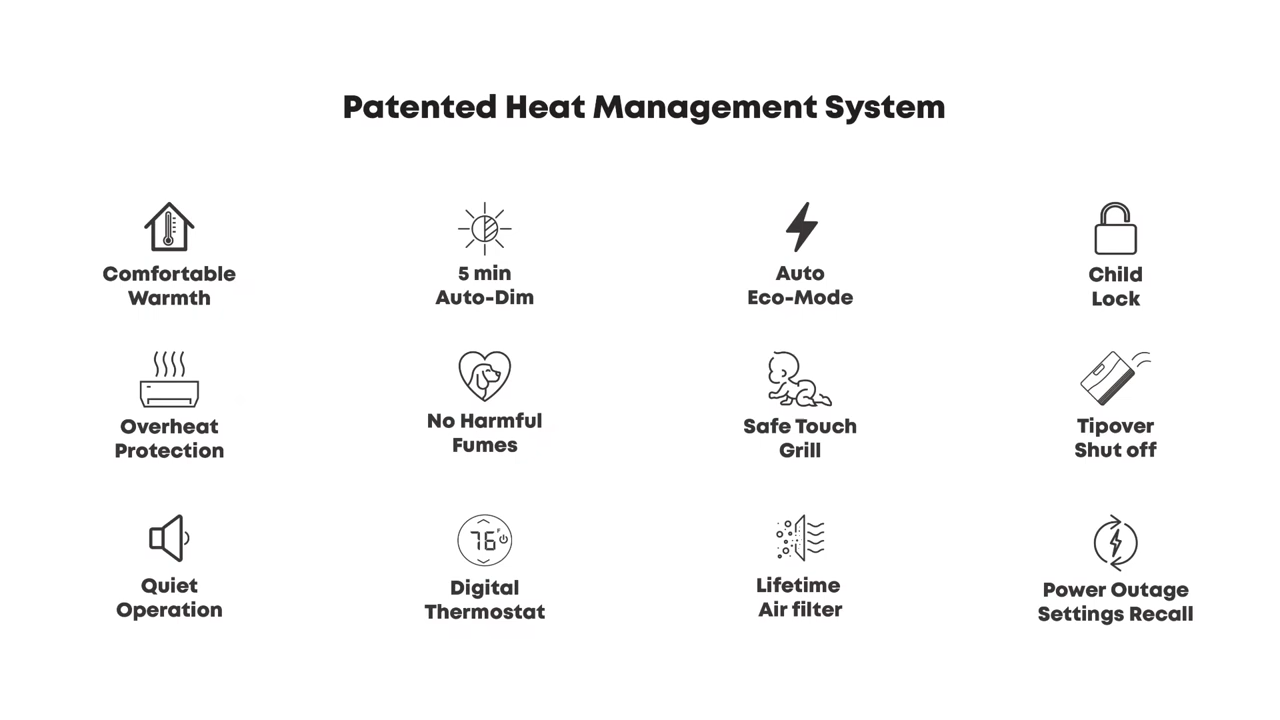 Patented Heat Management System
Comfortable
Warmth
5 min
Auto-Dim
Auto
Eco-Mode
Child
Lock
Overheat
Protection
No Harmful
Fumes
Safe Touch
Grill
Tipover
Shut off
Quiet
Operation
76 F
Digital
Thermostat
Lifetime
Air filter
Power Outage
Settings Recall